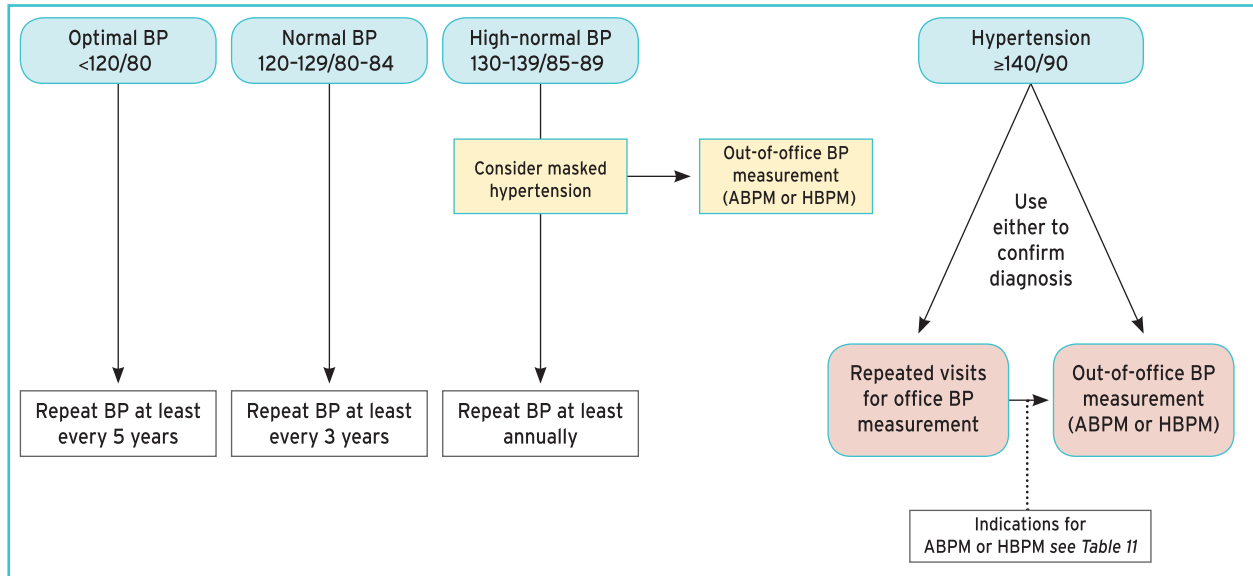 Optimal BP
<120/80
Normal BP
120–129/80–84
High–normal BP
130–139/85–89
Hypertension
≥140/90
Consider masked
hypertension
Out-of-office BP
measurement
(ABPM or HBPM)
Use
either to
confirm
diagnosis
Repeat BP at least
every 5 years
Repeat BP at least
every 3 years
Repeat BP at least
annually
Repeated visits
for office BP
measurement
Out-of-office BP
measurement
(ABPM or HBPM)
Indications for
ABPM or HBPM see Table 11